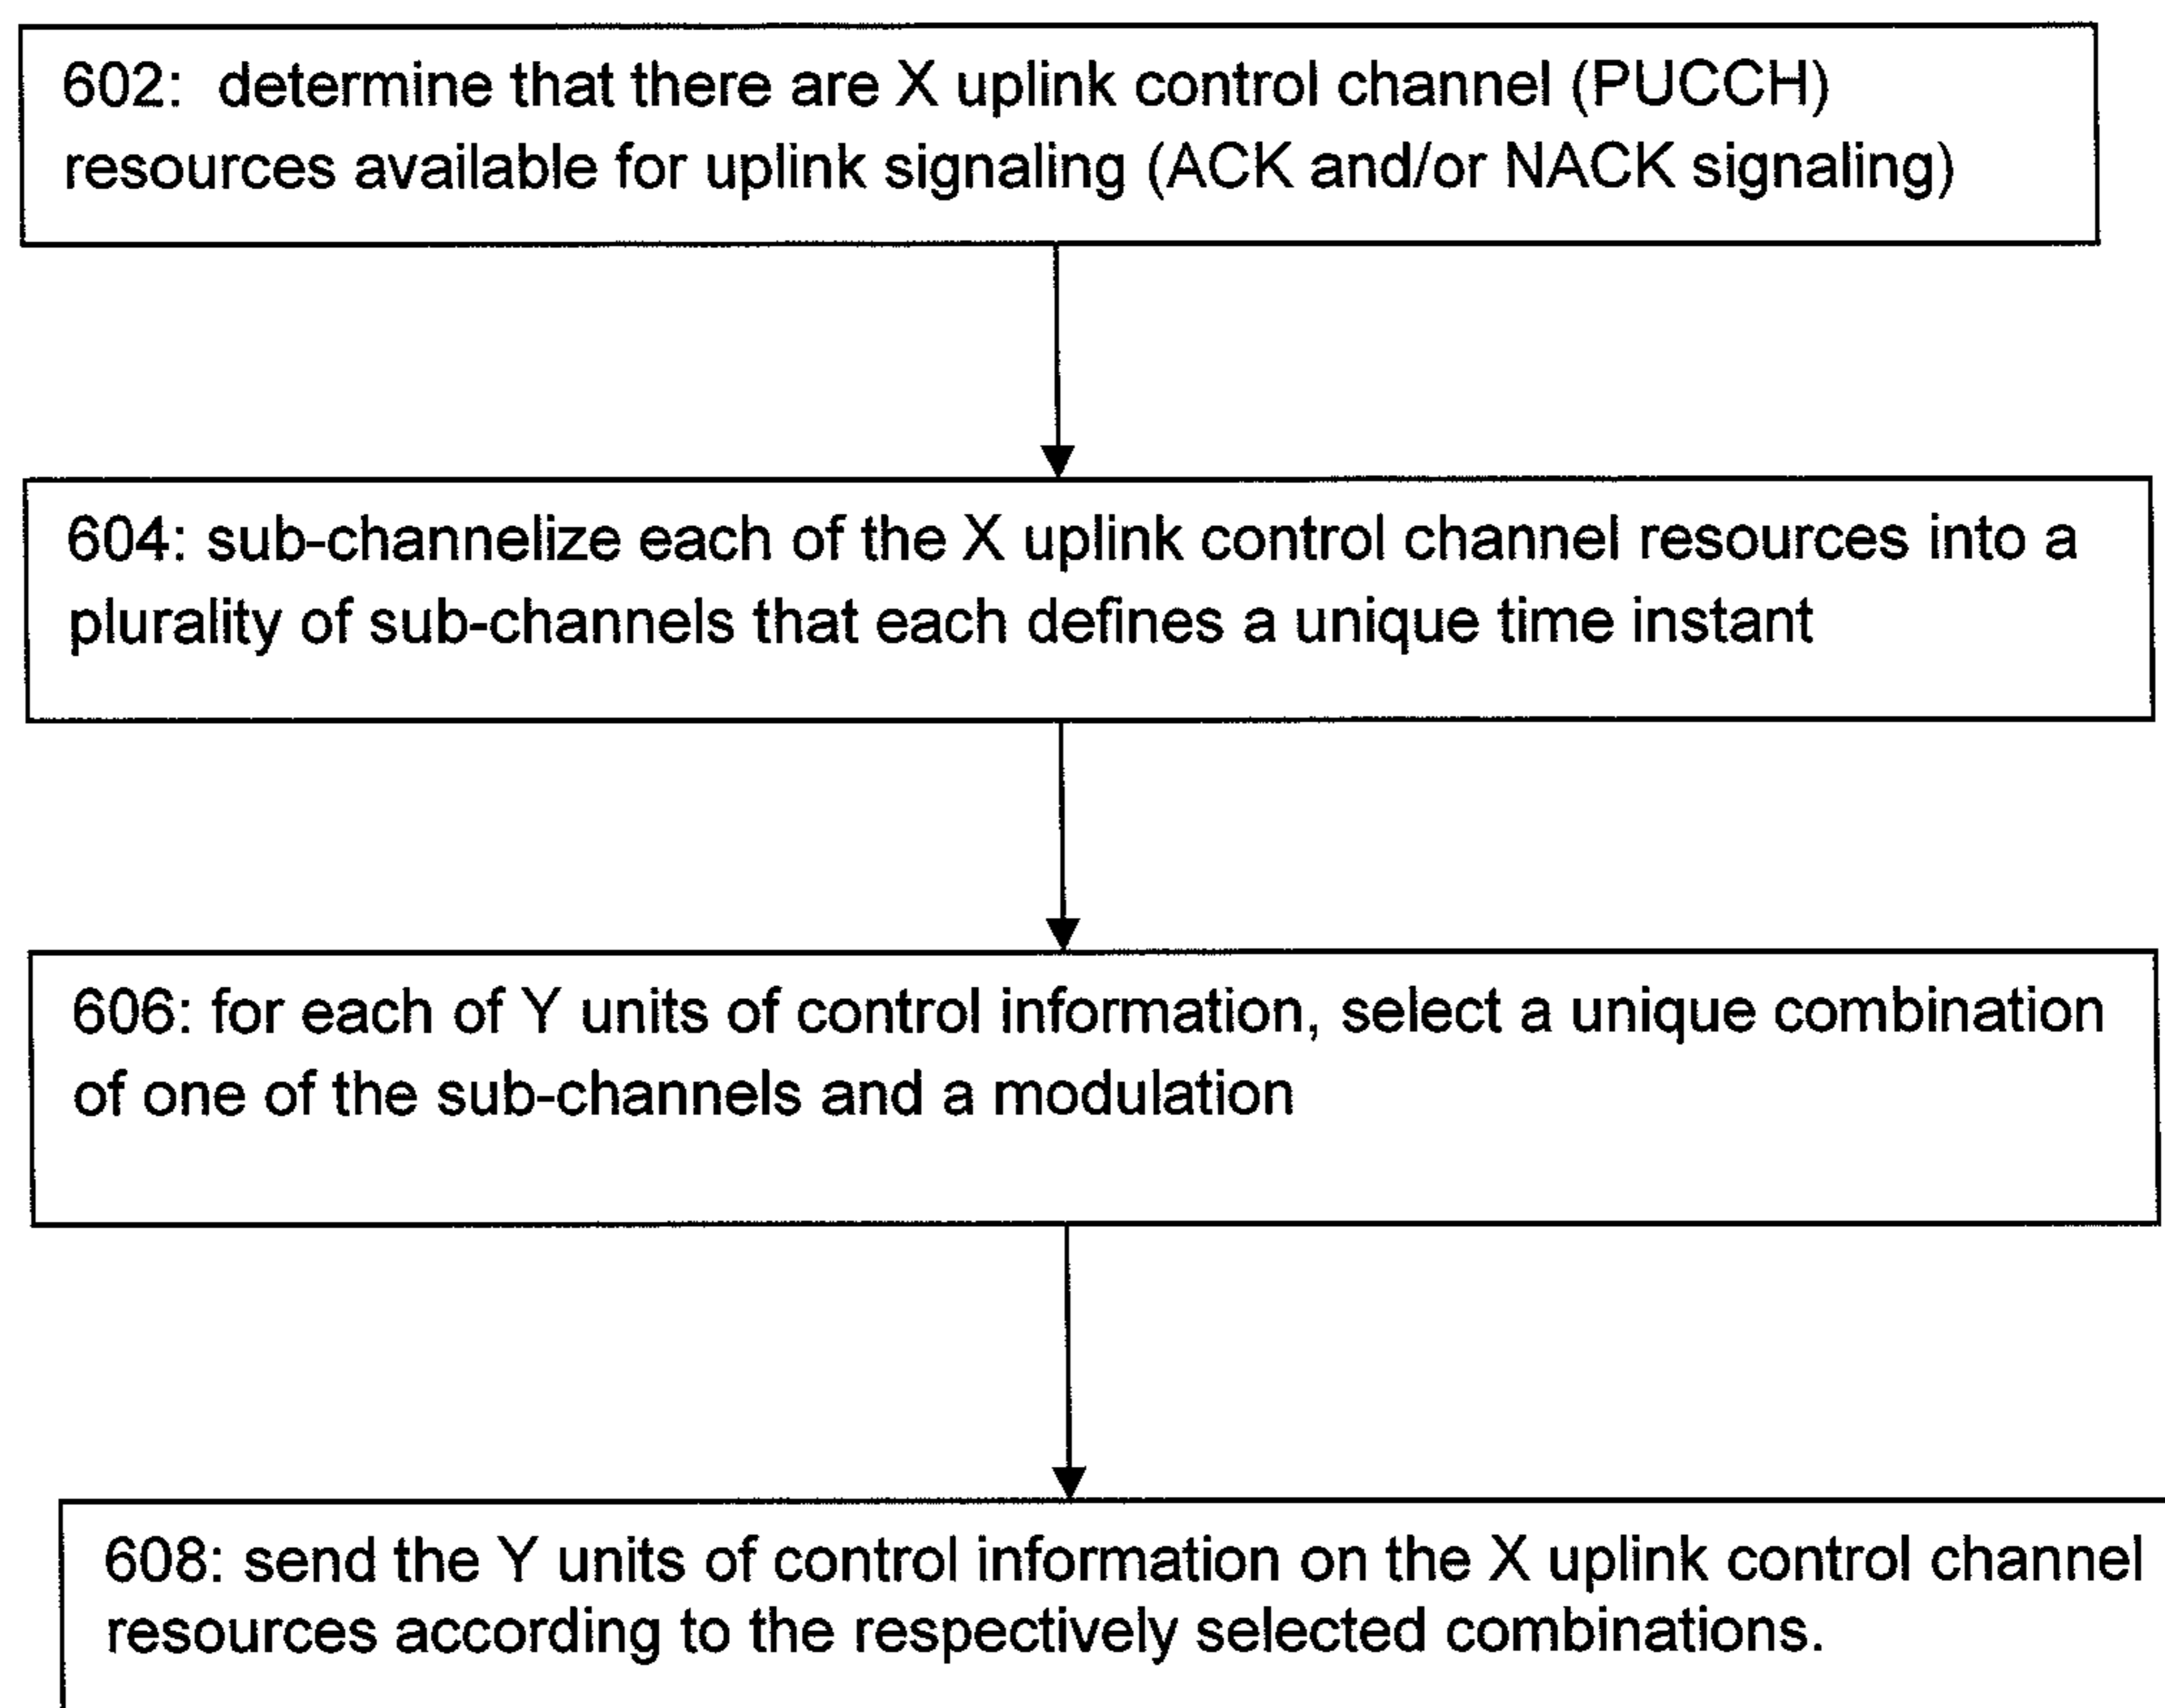 602: determine that there are X uplink control channel (PUCCH)
resources available for uplink signaling (ACK and/or NACK signaling)
604: sub-channelize each of the X uplink control channel resources into a
plurality of sub-channels that each defines a unique time instant
606: for each of Y units of control information, select a unique combination
of one of the sub-channels and a modulation
608: send the Y units of control information on the X uplink control channel
resources according to the respectively selected combinations.